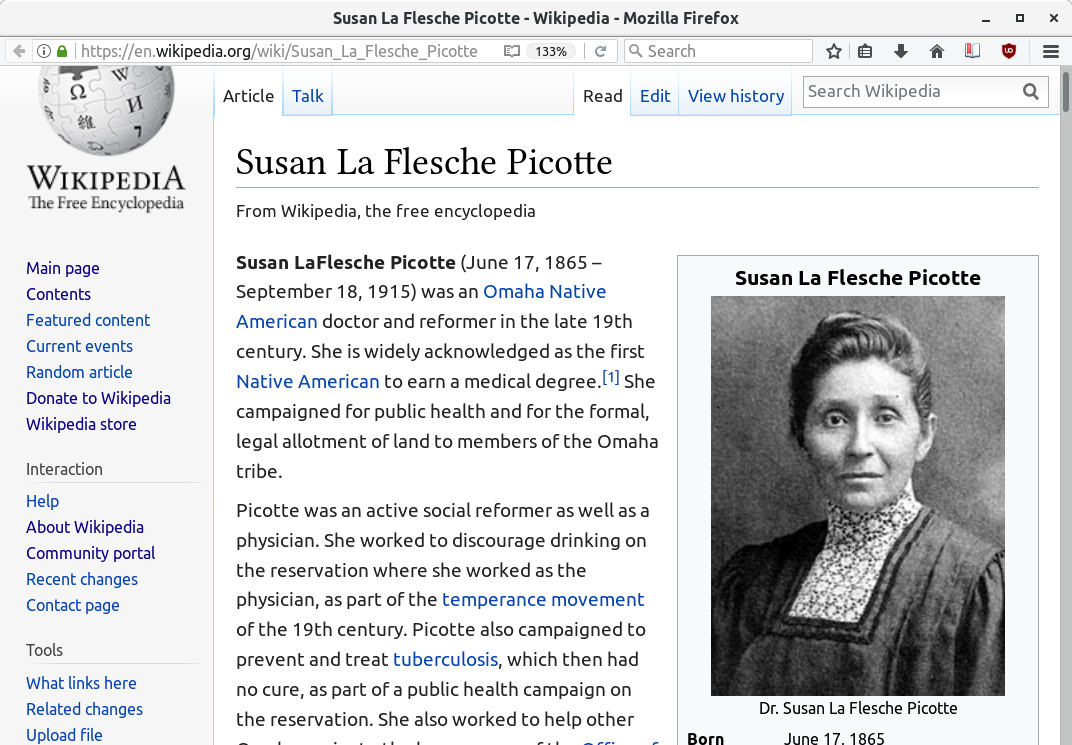 Susan La Flesche Picotte - Wikipedia - Mozilla Firefox
https://en.wikipedia.org/wiki/Susan_La_Flesche_Picotte 133% Search
Article Talk Read Edit View history Search Wikipedia
WIKIPEDIA
The Free Encyclopedia
Main page
Contents
Featured content
Current events
Random article
Donate to Wikipedia
Wikipedia store
Interaction
Help
About Wikipedia
Community portal
Recent changes
Contact page
Tools
What links here
Related changes
Upload file
Susan La Flesche Picotte
From Wikipedia, the free encyclopedia
Susan LaFlesche Picotte (June 17, 1865 –
September 18, 1915) was an Omaha Native
American doctor and reformer in the late 19th
century. She is widely acknowledged as the first
Native American to earn a medical degree.[1] She
campaigned for public health and for the formal,
legal allotment of land to members of the Omaha
tribe.
Picotte was an active social reformer as well as a
physician. She worked to discourage drinking on
the reservation where she worked as the
physician, as part of the temperance movement
of the 19th century. Picotte also campaigned to
prevent and treat tuberculosis, which then had
no cure, as part of a public health campaign on
the reservation. She also worked to help other
Susan La Flesche Picotte
Dr. Susan La Flesche Picotte
Born June 17, 1865